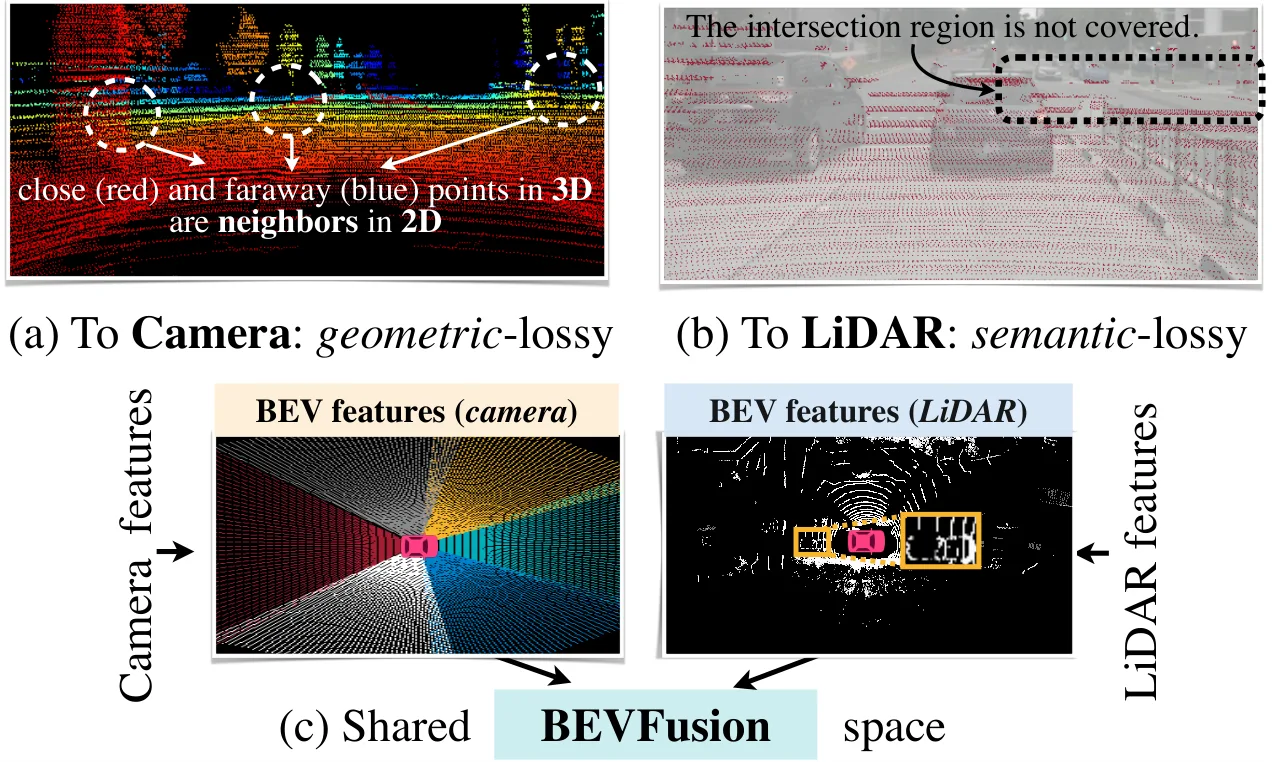 The intersection region is not covered.
close (red) and faraway (blue) points in 3D
are neighbors in 2D
(a) To Camera: geometric-lossy
(b) To LiDAR: semantic-lossy
Camera features
BEV features (camera)
BEV features (LiDAR)
LiDAR features
(c) Shared BEVFusion space